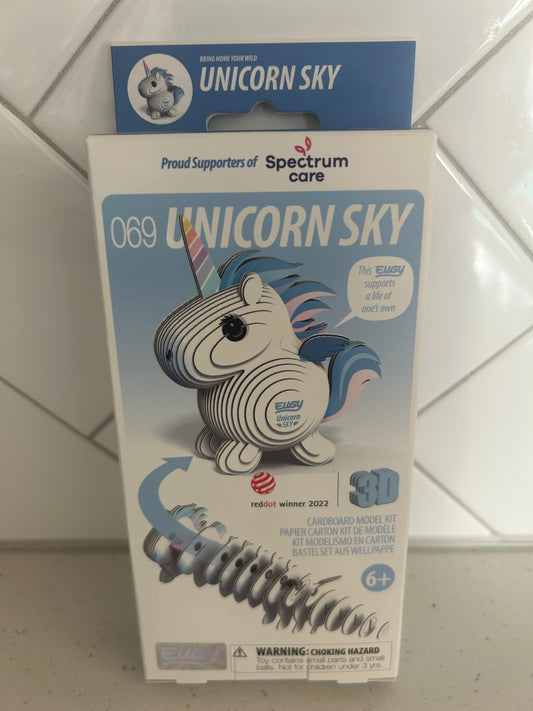 BRING HOME YOUR WILD
UNICORN SKY
Proud Supporters of Spectrum
care
069 UNICORN SKY
This EUGY
supports
a life of
one's own
EUGY
Unicorn
SKY
reddot winner 2022
3D
CARDBOARD MODEL KIT
PAPIER CARTON KIT DE MODÈLE
KIT MODELISMO EN CARTÓN
BASTELSET AUS WELLPAPPE
6+
EUGY
WARNING: CHOKING HAZARD
Toy contains small parts and small
balls. Not for children under 3 yrs.